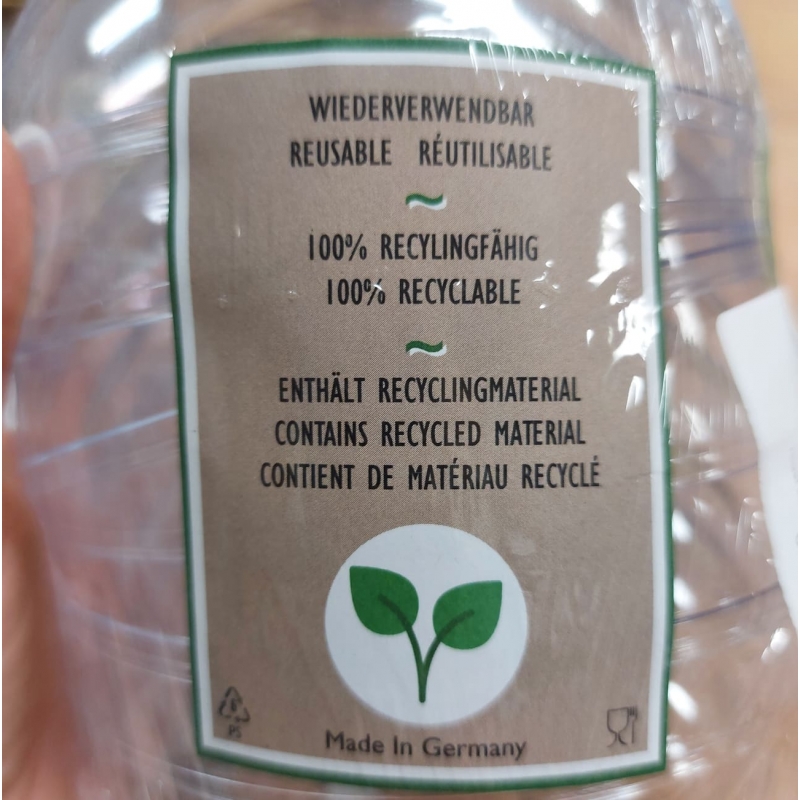 WIEDERVERWENDBAR
REUSABLE RÉUTILISABLE
100% RECYLINGFÄHIG
100% RECYCLABLE
ENTHÄLT RECYCLINGMATERIAL
CONTAINS RECYCLED MATERIAL
CONTIENT DE MATÉRIAU RECYCLÉ
6
PS
Made In Germany